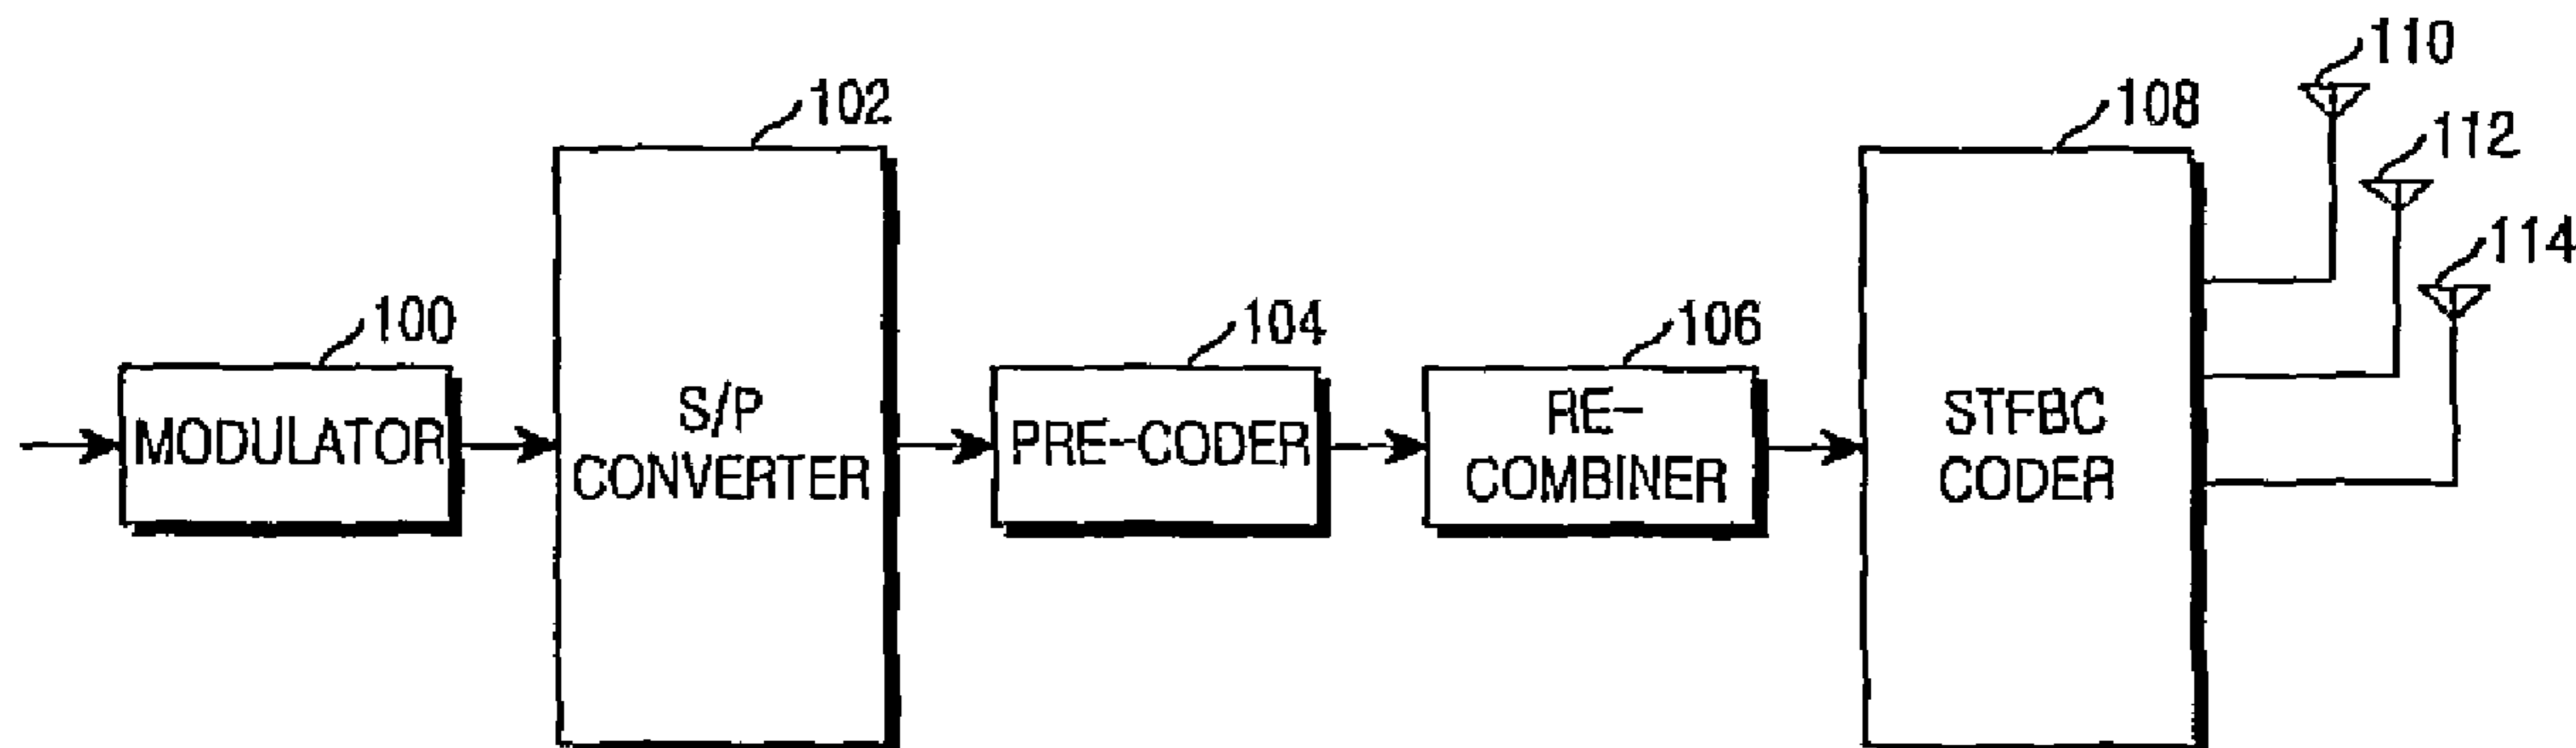 110
102
108
112
114
100
104
106
MODULATOR
S/P
CONVERTER
PRE-CODER
RE-
COMBINER
STFBC
CODER